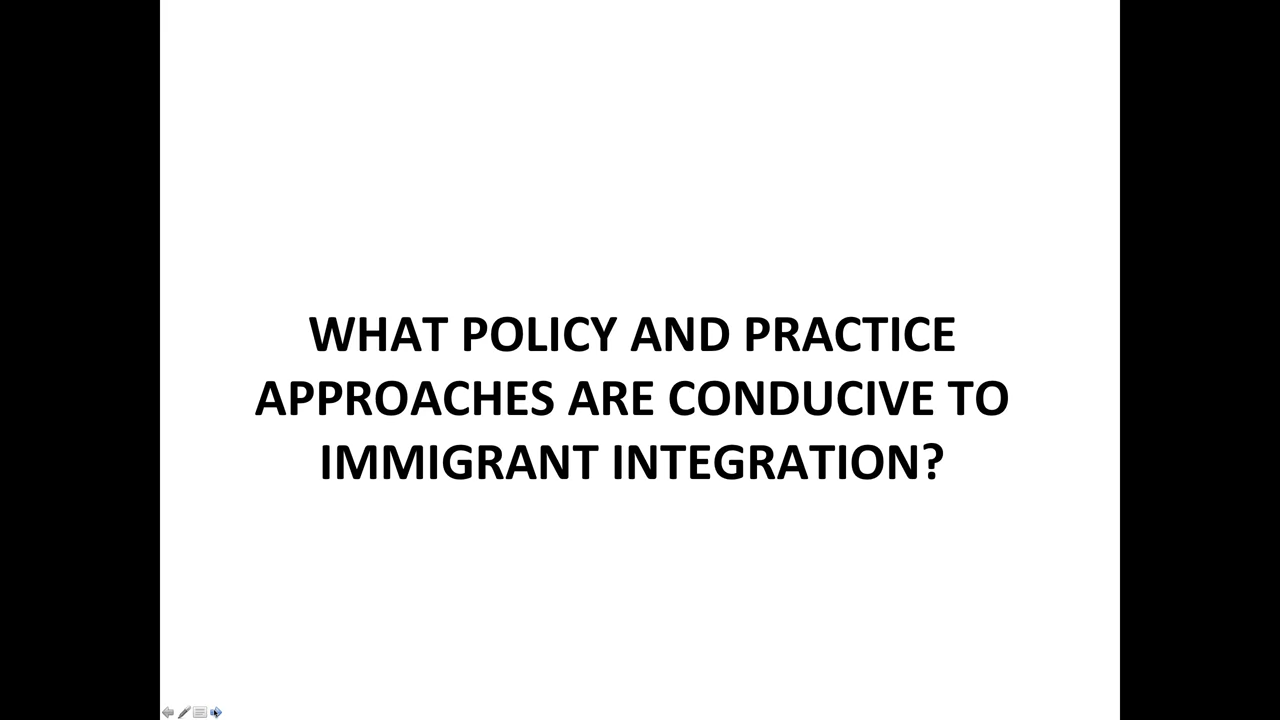 WHAT POLICY AND PRACTICE
APPROACHES ARE CONDUCIVE TO
IMMIGRANT INTEGRATION?